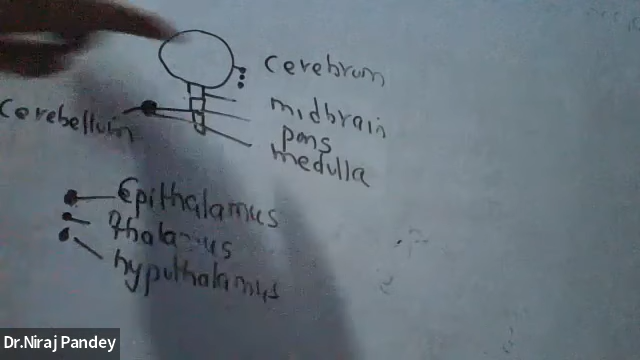 cerebrum
midbrain
cerebellum
pons
medulla
Epithalamus
thalamus
hypothalamus
Dr.Niraj Pandey